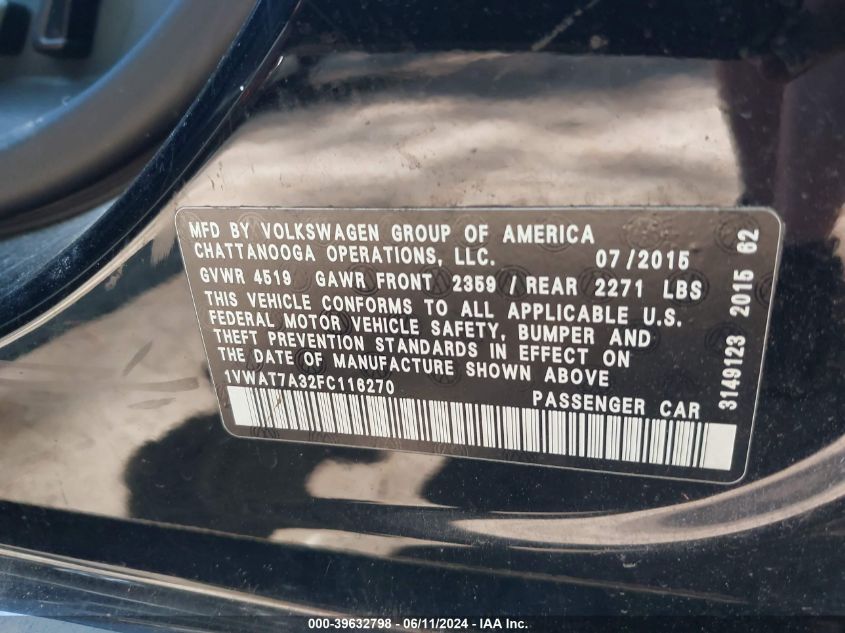 MFD BY VOLKSWAGEN GROUP OF AMERICA
CHATTANOOGA OPERATIONS, LLC. 07/2015
GVWR 4519 GAWR FRONT 2359 / REAR 2271 LBS
THIS VEHICLE CONFORMS TO ALL APPLICABLE U.S.
FEDERAL MOTOR VEHICLE SAFETY, BUMPER AND
THEFT PREVENTION STANDARDS IN EFFECT ON
THE DATE OF MANUFACTURE SHOWN ABOVE
1VWAT7A32FC116270 PASSENGER CAR
3149123 2015 62
000-39632798 - 06/11/2024 - IAA Inc.